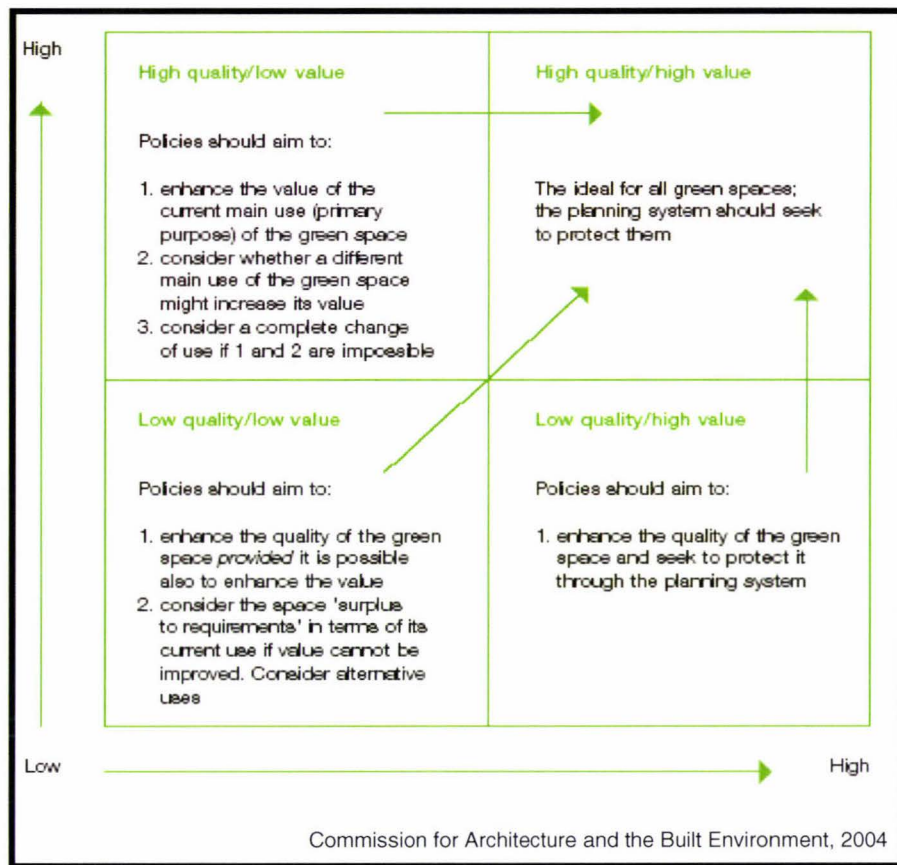 High
High quality/low value
Policies should aim to:
1. enhance the value of the
current main use (primary
purpose) of the green space
2. consider whether a different
main use of the green space
might increase its value
3. consider a complete change
of use if 1 and 2 are impossible
High quality/high value
The ideal for all green spaces;
the planning system should seek
to protect them
Low quality/low value
Policies should aim to:
1. enhance the quality of the green
space provided it is possible
also to enhance the value
2. consider the space 'surplus
to requirements' in terms of its
current use if value cannot be
improved. Consider alternative
uses
Low quality/high value
Policies should aim to:
1. enhance the quality of the green
space and seek to protect it
through the planning system
Low
High
Commission for Architecture and the Built Environment, 2004